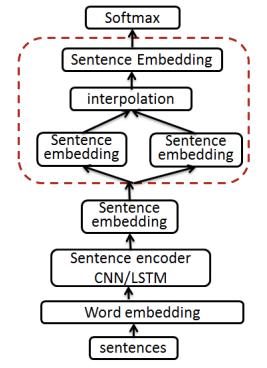 Softmax
Sentence Embedding
interpolation
Sentence
embedding
Sentence
embedding
Sentence
embedding
Sentence encoder
CNN/LSTM
Word embedding
sentences